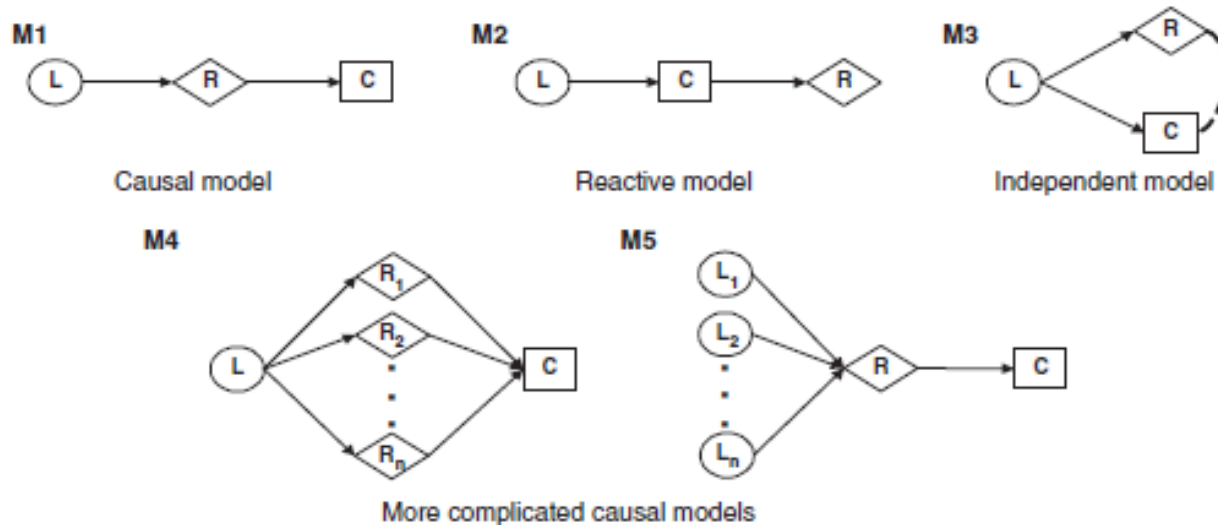 M1
L
R
C
Causal model
M2
L
C
R
Reactive model
M3
L
R
C
Independent model
M4
L
R1
R2
Rn
C
M5
L1
L2
Ln
R
C
More complicated causal models